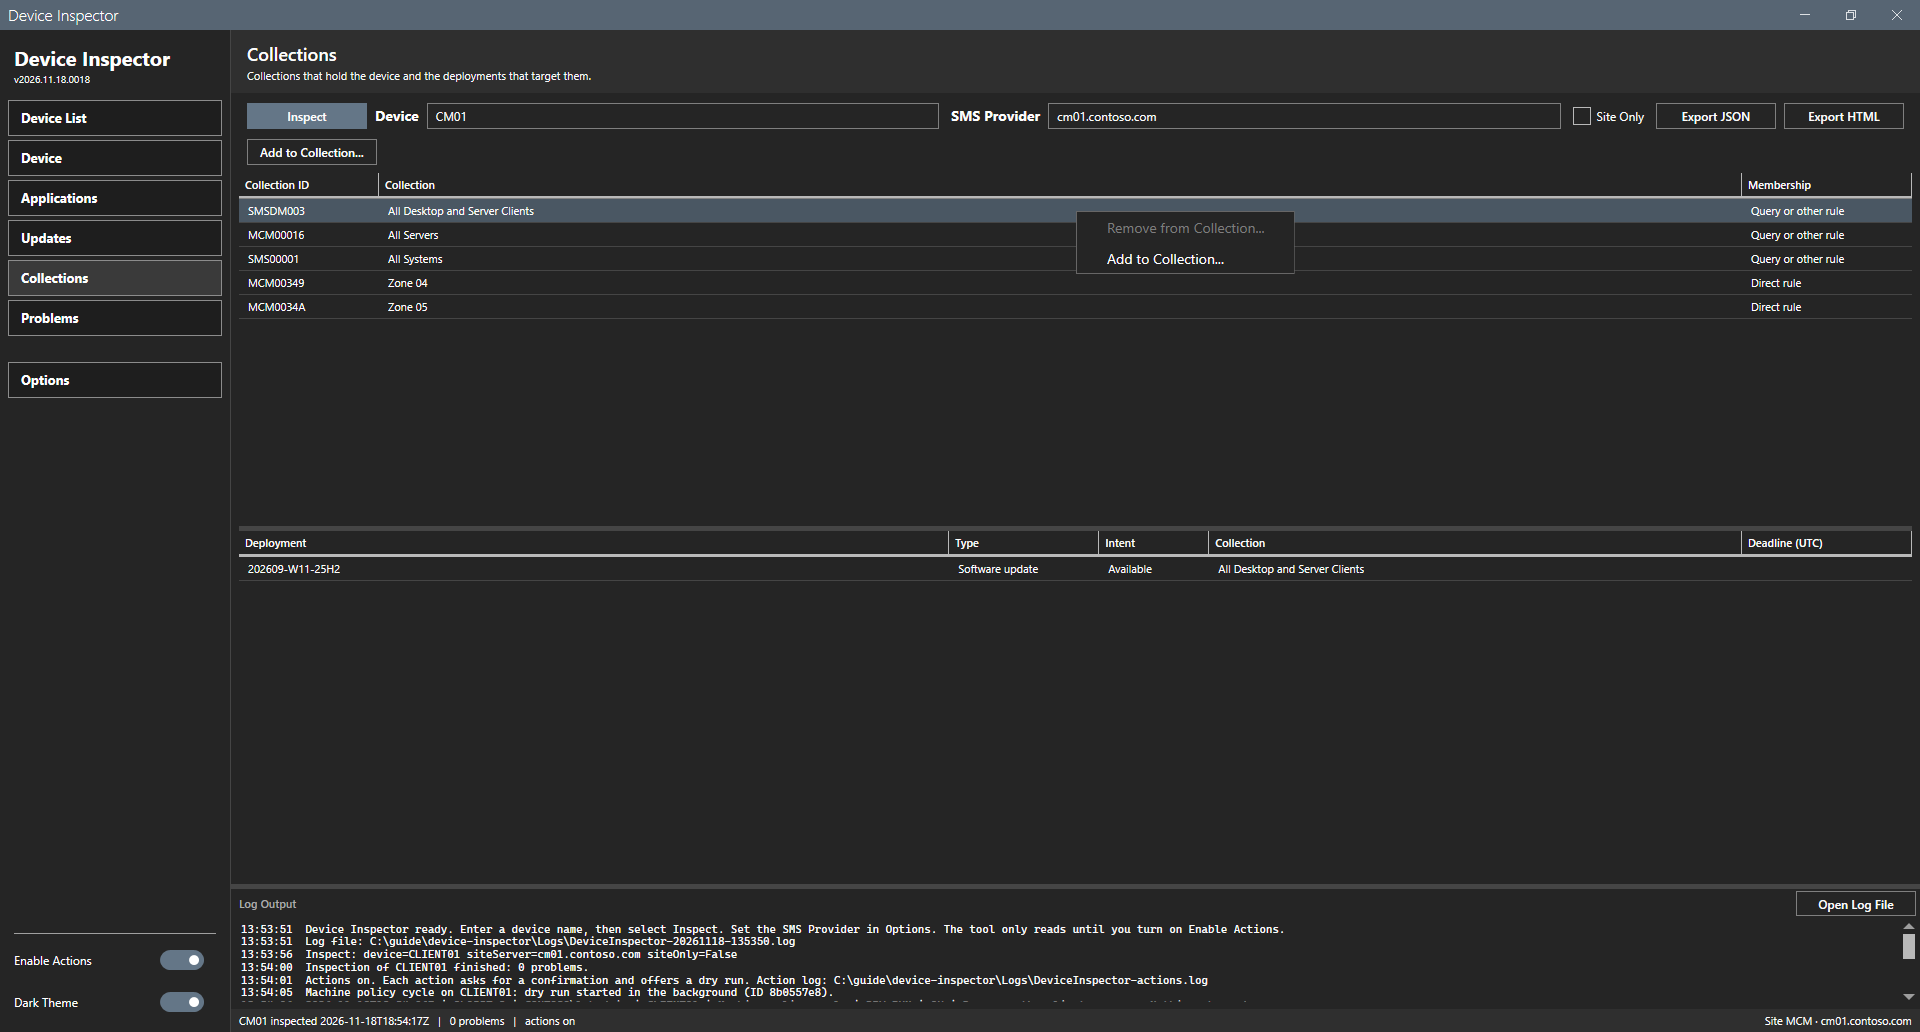 Device Inspector
Device Inspector
v2026.11.18.0018
Device List
Device
Applications
Updates
Collections
Problems
Options
Enable Actions
Dark Theme
Collections
Collections that hold the device and the deployments that target them.
Inspect Device CM01 SMS Provider cm01.contoso.com Site Only Export JSON Export HTML
Add to Collection...
Collection ID Collection Membership
SMSDM003 All Desktop and Server Clients Query or other rule
MCM00016 All Servers Query or other rule
SMS00001 All Systems Query or other rule
MCM00349 Zone 04 Direct rule
MCM0034A Zone 05 Direct rule
Remove from Collection...
Add to Collection...
Deployment Type Intent Collection Deadline (UTC)
202609-W11-25H2 Software update Available All Desktop and Server Clients
Log Output Open Log File
13:53:51 Device Inspector ready. Enter a device name, then select Inspect. Set the SMS Provider in Options. The tool only reads until you turn on Enable Actions.
13:53:51 Log file: C:\guide\device-inspector\Logs\DeviceInspector-20261118-135350.log
13:53:56 Inspect: device=CLIENT01 siteServer=cm01.contoso.com siteOnly=False
13:54:00 Inspection of CLIENT01 finished: 0 problems.
13:54:01 Actions on. Each action asks for a confirmation and offers a dry run. Action log: C:\guide\device-inspector\Logs\DeviceInspector-actions.log
13:54:05 Machine policy cycle on CLIENT01: dry run started in the background (ID 8b0557e8).
CM01 inspected 2026-11-18T18:54:17Z | 0 problems | actions on
Site MCM · cm01.contoso.com